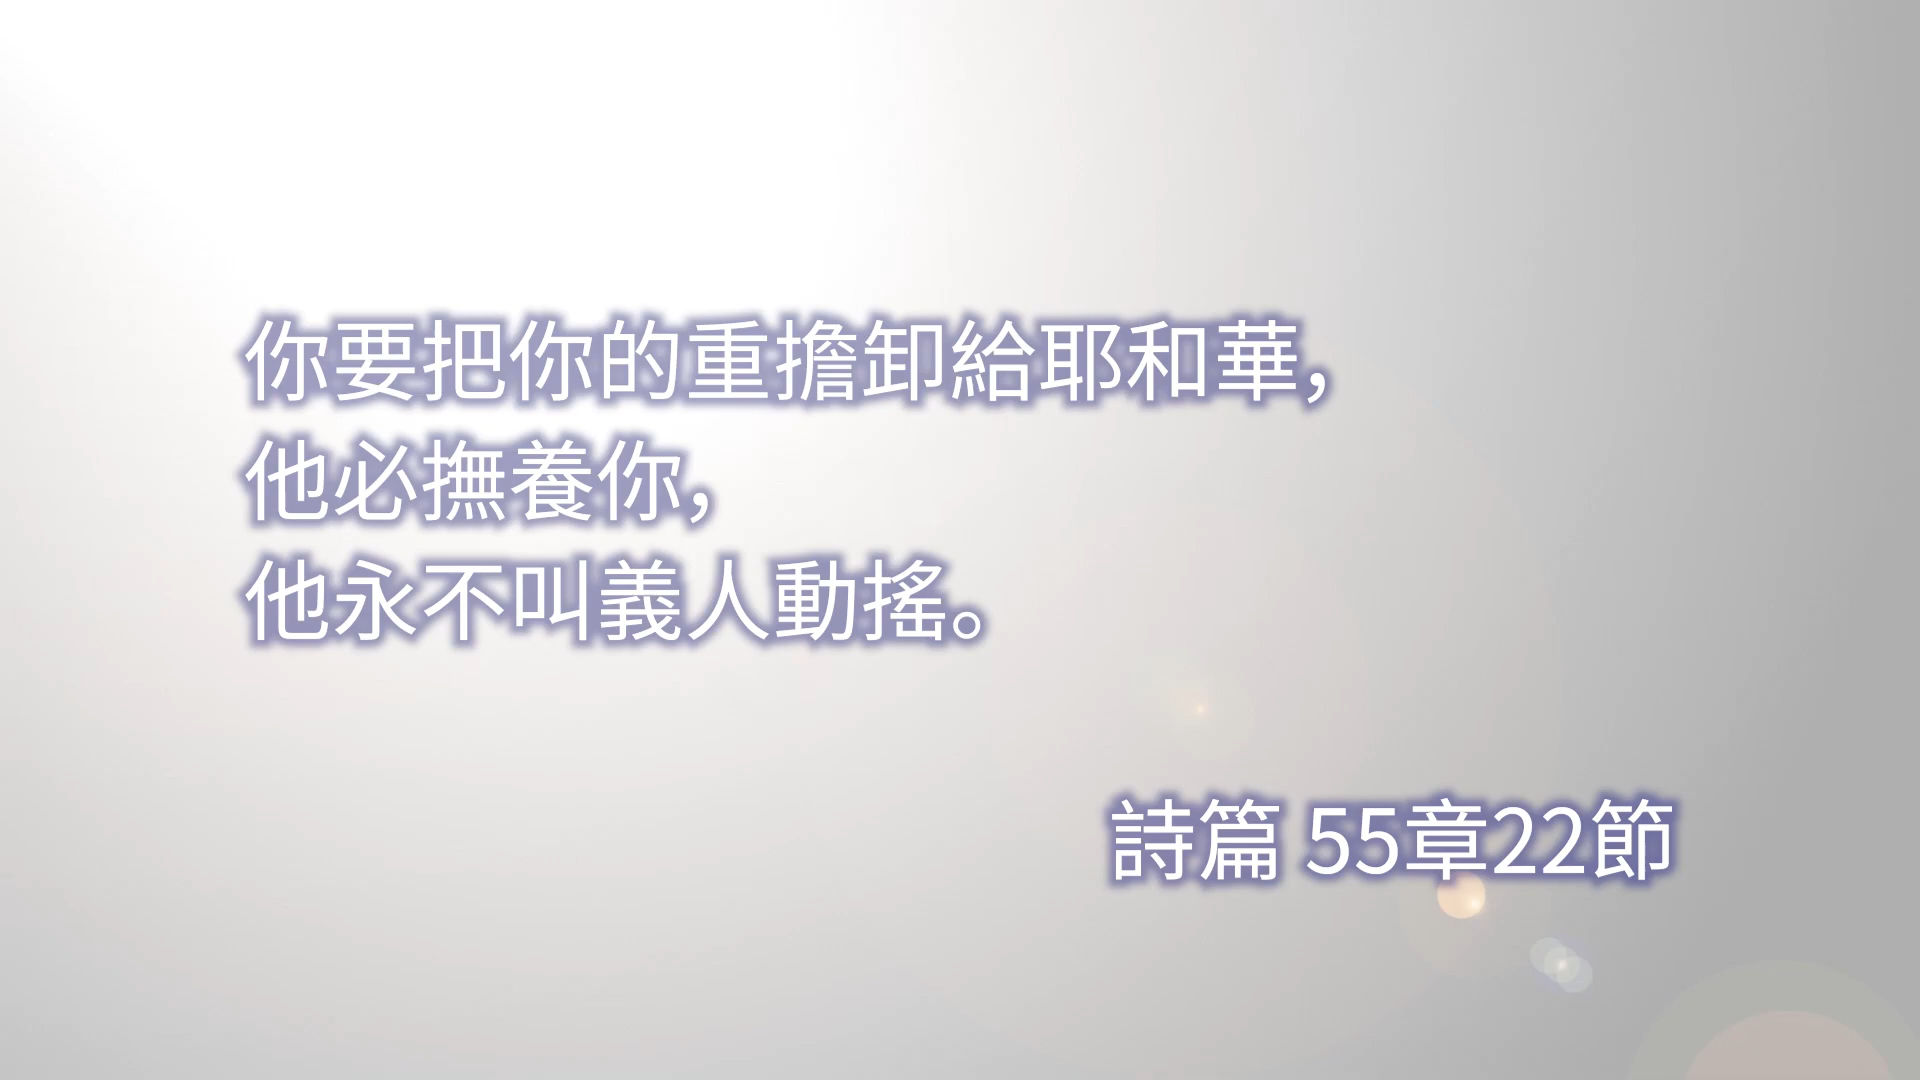 你要把你的重擔卸給耶和華,
他必撫養你,
他永不叫義人動搖。
詩篇 55章22節